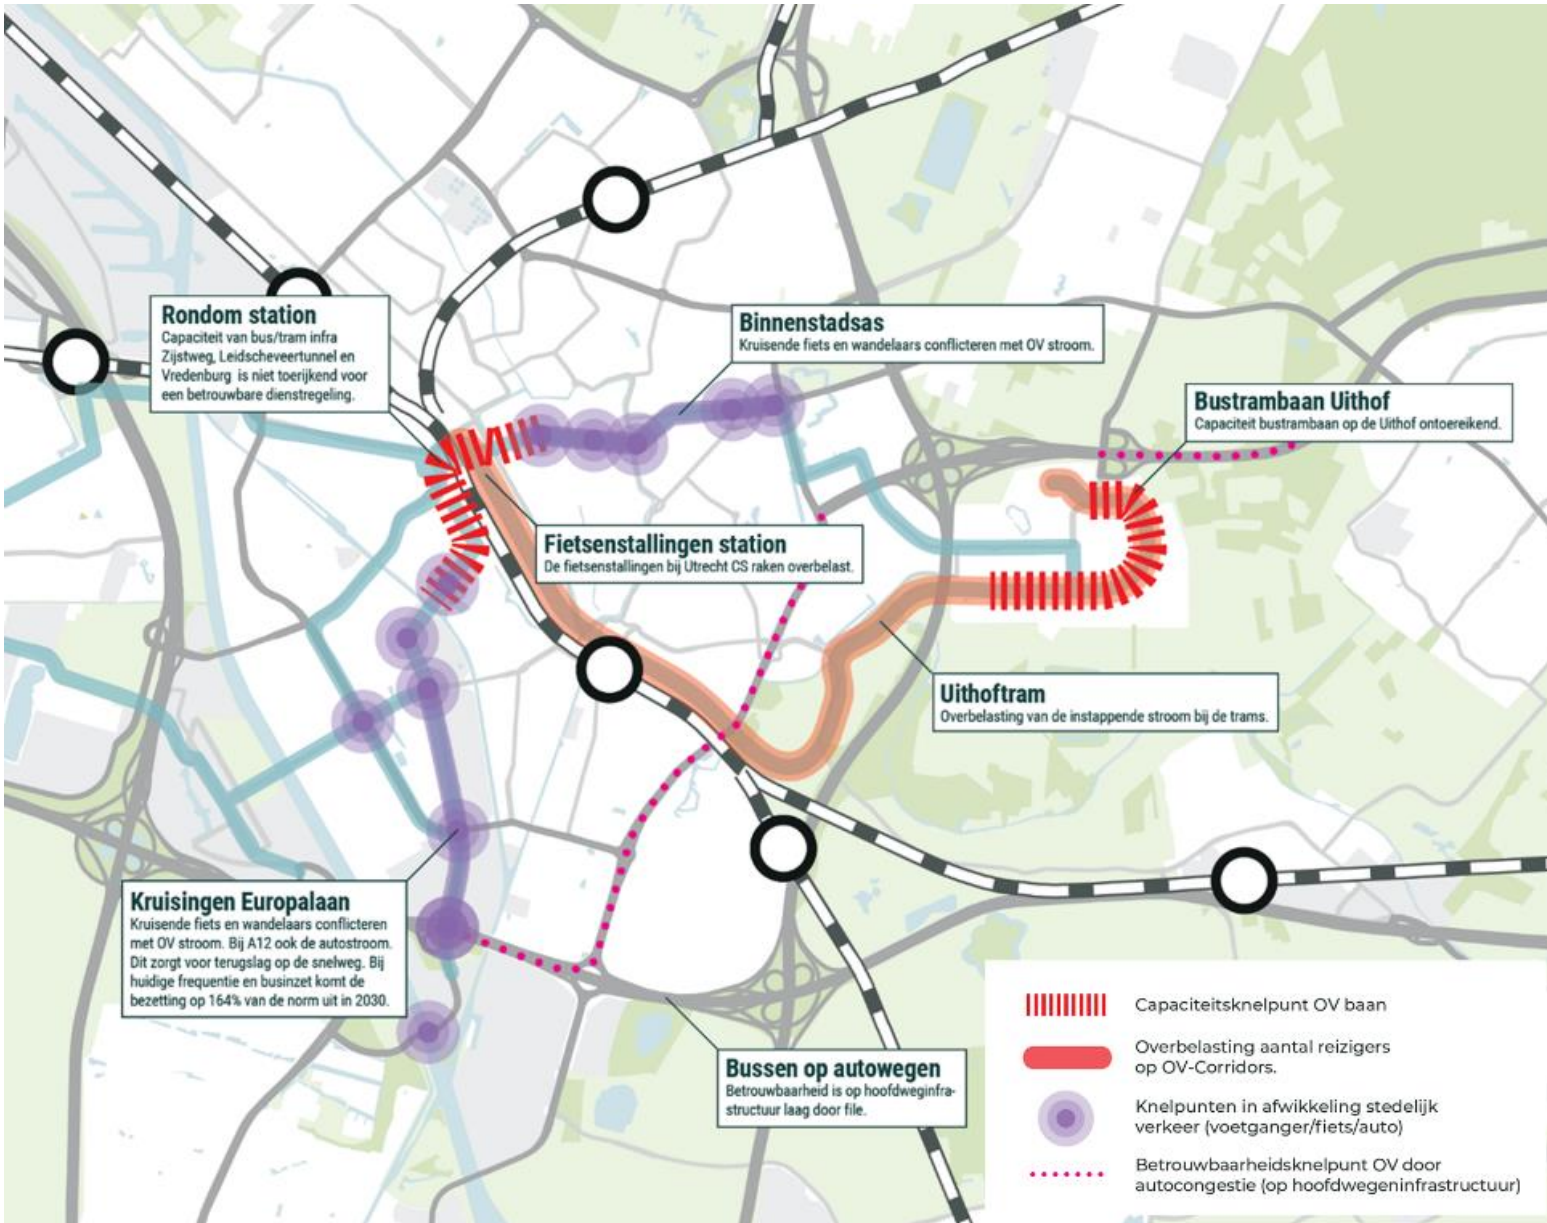 Rondom station
Capaciteit van bus/tram infra
Zijstweg, Leidscheveertunnel en
Vredenburg is niet toerijkend voor
een betrouwbare dienstregeling.
Binnenstadsas
Kruisende fiets en wandelaars conflicteren met OV stroom.
Bustrambaan Uithof
Capaciteit bustrambaan op de Uithof ontoereikend.
Fietsenstallingen station
De fietsenstallingen bij Utrecht CS raken overbelast.
Uithoftram
Overbelasting van de instappende stroom bij de trams.
Kruisingen Europalaan
Kruisende fiets en wandelaars conflicteren
met OV stroom. Bij A12 ook de autostroom.
Dit zorgt voor terugslag op de snelweg. Bij
huidige frequentie en businzet komt de
bezetting op 164% van de norm uit in 2030.
Bussen op autowegen
Betrouwbaarheid is op hoofdweginfra-
structuur laag door file.
Capaciteitsknelpunt OV baan
Overbelasting aantal reizigers
op OV-Corridors.
Knelpunten in afwikkeling stedelijk
verkeer (voetganger/fiets/auto)
Betrouwbaarheidsknelpunt OV door
autocongestie (op hoofdwegeninfrastructuur)